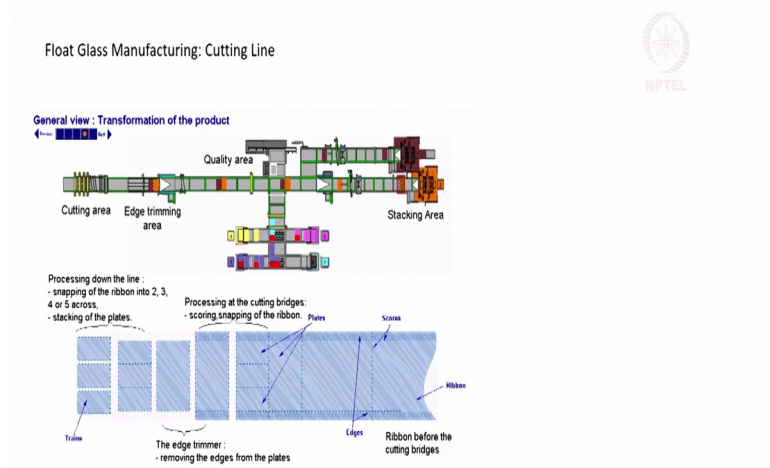 NPTEL
Float Glass Manufacturing: Cutting Line
General view : Transformation of the product
Quality area
Cutting area
Edge trimming
area
Stacking Area
Processing down the line :
- snapping of the ribbon into 2, 3,
4 or 5 across,
- stacking of the plates.
Processing at the cutting bridges:
- scoring,snapping of the ribbon.
Plates
Scores
Ribbon
Trains
Edges
Ribbon before the
cutting bridges
The edge trimmer :
- removing the edges from the plates